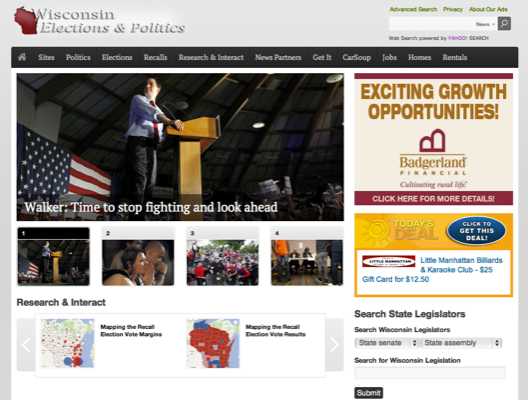 Wisconsin
Elections & Politics
Advanced Search Privacy About Our Ads
News
Web Search powered by YAHOO! SEARCH
Sites Politics Elections Recalls Research & Interact News Partners Get It CarSoup Jobs Homes Rentals
Walker: Time to stop fighting and look ahead
1 2 3 4
Research & Interact
Mapping the Recall
Election Vote Margins
Mapping the Recall
Election Vote Results
EXCITING GROWTH
OPPORTUNITIES!
Badgerland
FINANCIAL
Cultivating rural life.
CLICK HERE FOR MORE DETAILS!
TODAY'S
DEAL
CLICK TO
GET THIS
DEAL!
LITTLE MANHATTAN
Little Manhattan Billiards
& Karaoke Club - $25
Gift Card for $12.50
Search State Legislators
Search Wisconsin Legislators
State senate State assembly
Search for Wisconsin Legislation
Submit